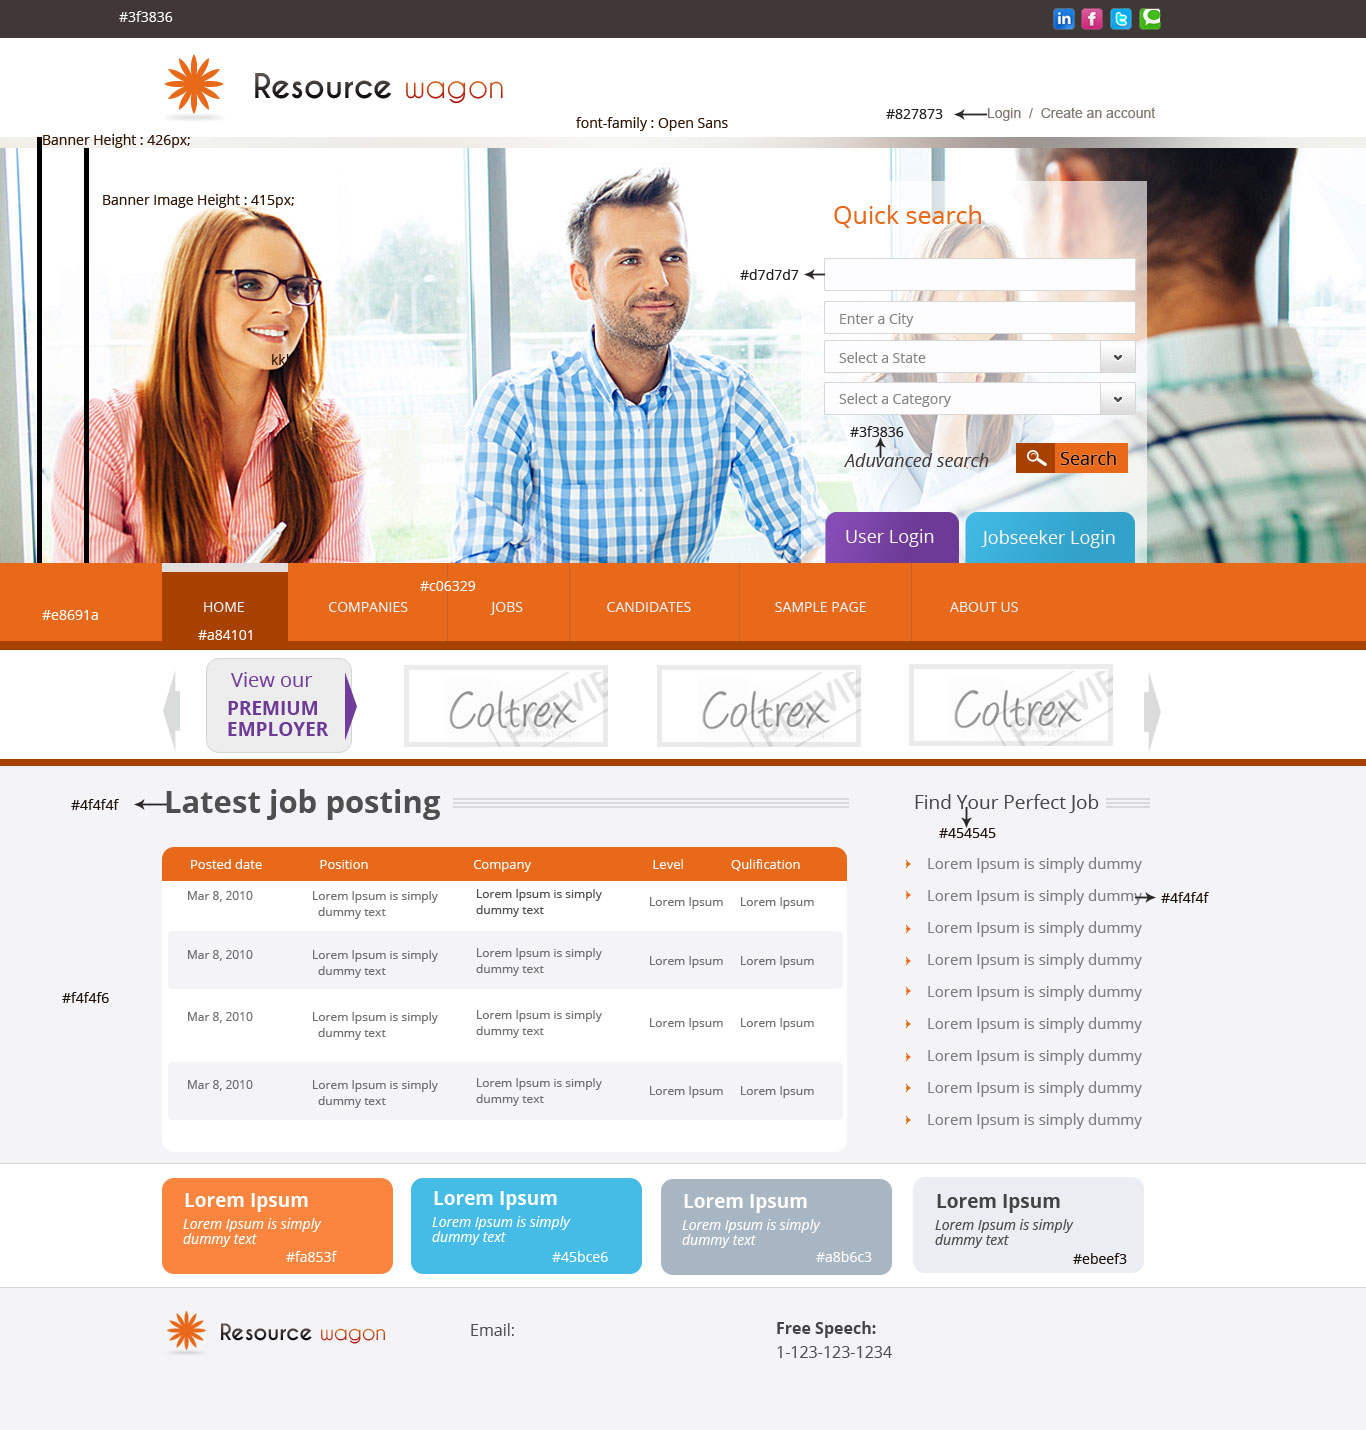 #3f3836
in f t
Resource wagon
font-family : Open Sans
#827873
Login / Create an account
Banner Height : 426px;
Banner Image Height : 415px;
Quick search
#d7d7d7
Enter a City
Select a State
Select a Category
#3f3836
Aduvanced search
Search
User Login
Jobseeker Login
#c06329
#e8691a
HOME
COMPANIES
JOBS
CANDIDATES
SAMPLE PAGE
ABOUT US
#a84101
View our
PREMIUM
EMPLOYER
Coltrex
CORPORATION
Coltrex
CORPORATION
Coltrex
CORPORATION
#4f4f4f
Latest job posting
Find Your Perfect Job
#454545
Posted date Position Company Level Qulification
Mar 8, 2010 Lorem Ipsum is simply Lorem Ipsum is simply Lorem Ipsum Lorem Ipsum
dummy text dummy text
Mar 8, 2010 Lorem Ipsum is simply Lorem Ipsum is simply Lorem Ipsum Lorem Ipsum
dummy text dummy text
Mar 8, 2010 Lorem Ipsum is simply Lorem Ipsum is simply Lorem Ipsum Lorem Ipsum
dummy text dummy text
Mar 8, 2010 Lorem Ipsum is simply Lorem Ipsum is simply Lorem Ipsum Lorem Ipsum
dummy text dummy text
#f4f4f6
Lorem Ipsum is simply dummy
Lorem Ipsum is simply dummy
#4f4f4f
Lorem Ipsum is simply dummy
Lorem Ipsum is simply dummy
Lorem Ipsum is simply dummy
Lorem Ipsum is simply dummy
Lorem Ipsum is simply dummy
Lorem Ipsum is simply dummy
Lorem Ipsum is simply dummy
Lorem Ipsum
Lorem Ipsum is simply
dummy text
#fa853f
Lorem Ipsum
Lorem Ipsum is simply
dummy text
#45bce6
Lorem Ipsum
Lorem Ipsum is simply
dummy text
#a8b6c3
Lorem Ipsum
Lorem Ipsum is simply
dummy text
#ebeef3
Resource wagon
Email:
Free Speech:
1-123-123-1234